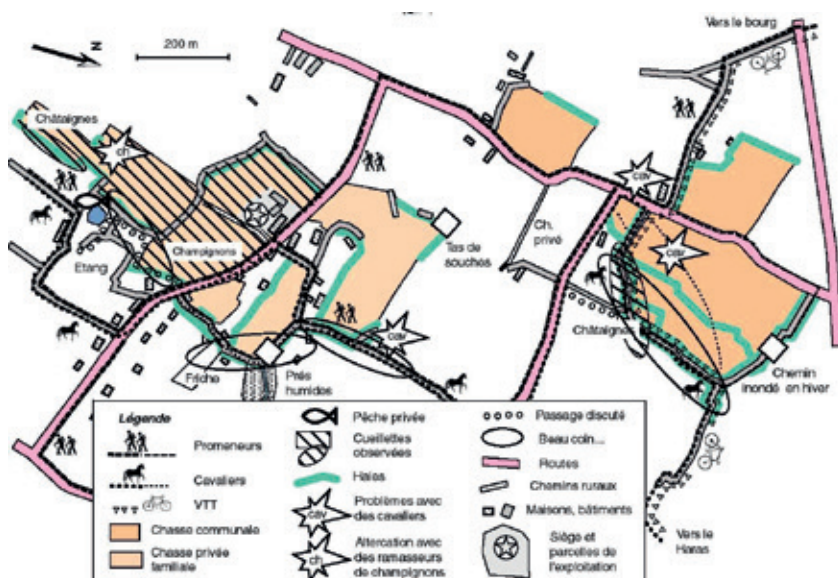 N
200 m
Vers le bourg
Châtaignes
ch
cav
Champignons
Etang
Tas de
souches
Ch.
privé
cav
cav
Châtaignes
Friche
Prés
humides
Chemin
inondé en hiver
Vers le
Haras
Légende
Promeneurs
Cavaliers
VTT
Chasse communale
Chasse privée
familiale
Pêche privée
Cueillettes
observées
Haies
cav
Problèmes avec
des cavaliers
ch
Altercation avec
des ramasseurs
de champignons
Passage discuté
Beau coin...
Routes
Chemins ruraux
Maisons, bâtiments
Siège et
parcelles de
l'exploitation